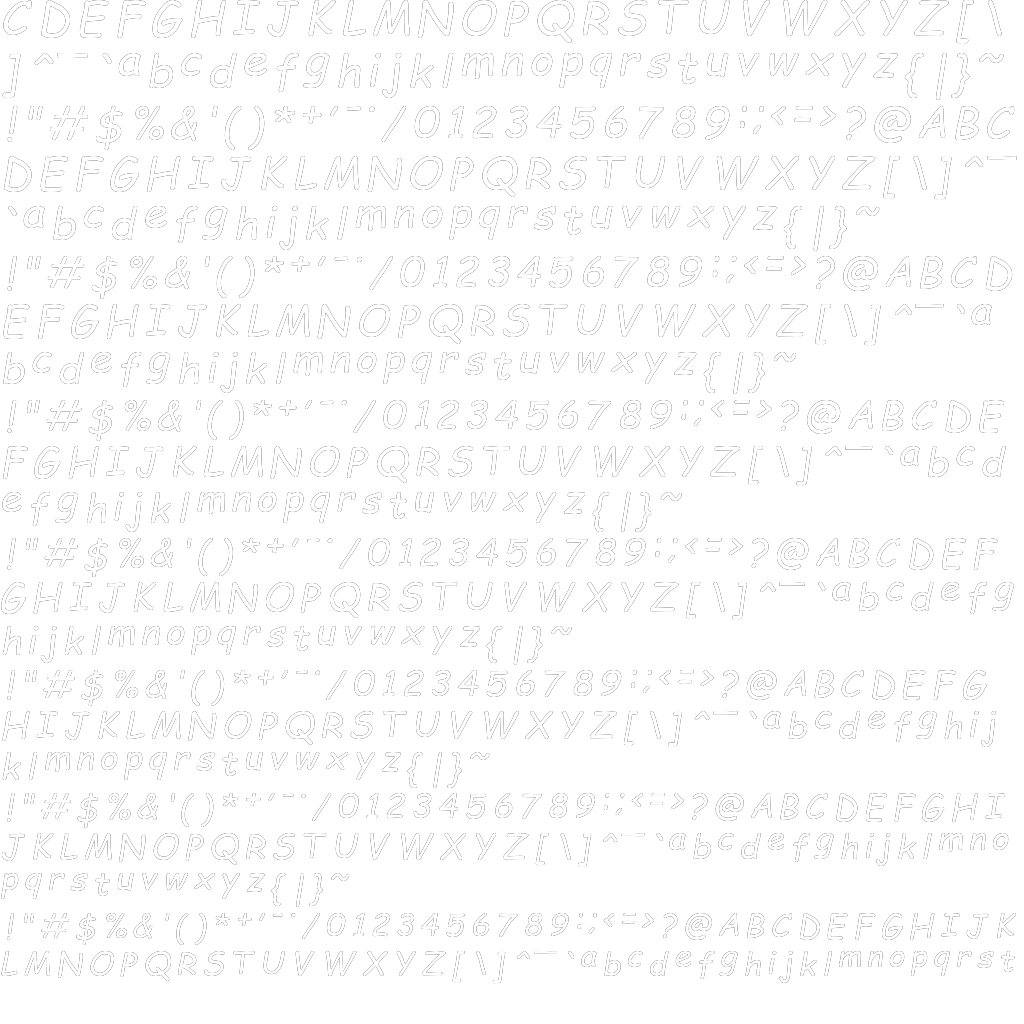 CDEFGHIJKLMNOPQRSTUVWXYZ[\
]^¯`abcdefghijklmnopqrstuvwxyz{|}~
!"#$%&'()*+'¯·/0123456789:;<=>?@ABC
DEFGHIJKLMNOPQRSTUVWXYZ[\]^¯
`abcdefghijklmnopqrstuvwxyz{|}~
!"#$%&'()*+'¯·/0123456789:;<=>?@ABCD
EFGHIJKLMNOPQRSTUVWXYZ[\]^¯`a
bcdefghijklmnopqrstuvwxyz{|}~
!"#$%&'()*+'¯·/0123456789:;<=>?@ABCDE
FGHIJKLMNOPQRSTUVWXYZ[\]^¯`abcd
efghijklmnopqrstuvwxyz{|}~
!"#$%&'()*+'¯·/0123456789:;<=>?@ABCDEF
GHIJKLMNOPQRSTUVWXYZ[\]^¯`abcdefg
hijklmnopqrstuvwxyz{|}~
!"#$%&'()*+'¯·/0123456789:;<=>?@ABCDEFG
HIJKLMNOPQRSTUVWXYZ[\]^¯`abcdefghij
klmnopqrstuvwxyz{|}~
!"#$%&'()*+'¯·/0123456789:;<=>?@ABCDEFGHI
JKLMNOPQRSTUVWXYZ[\]^¯`abcdefghijklmno
pqrstuvwxyz{|}~
!"#$%&'()*+'¯·/0123456789:;<=>?@ABCDEFGHIJK
LMNOPQRSTUVWXYZ[\]^¯`abcdefghijklmnopqrst